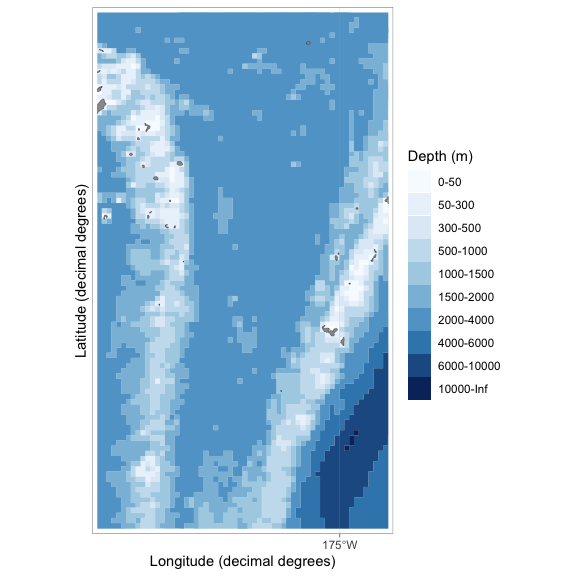 Depth (m)
0-50
50-300
300-500
500-1000
1000-1500
1500-2000
2000-4000
4000-6000
6000-10000
10000-Inf
Latitude (decimal degrees)
175°W
Longitude (decimal degrees)